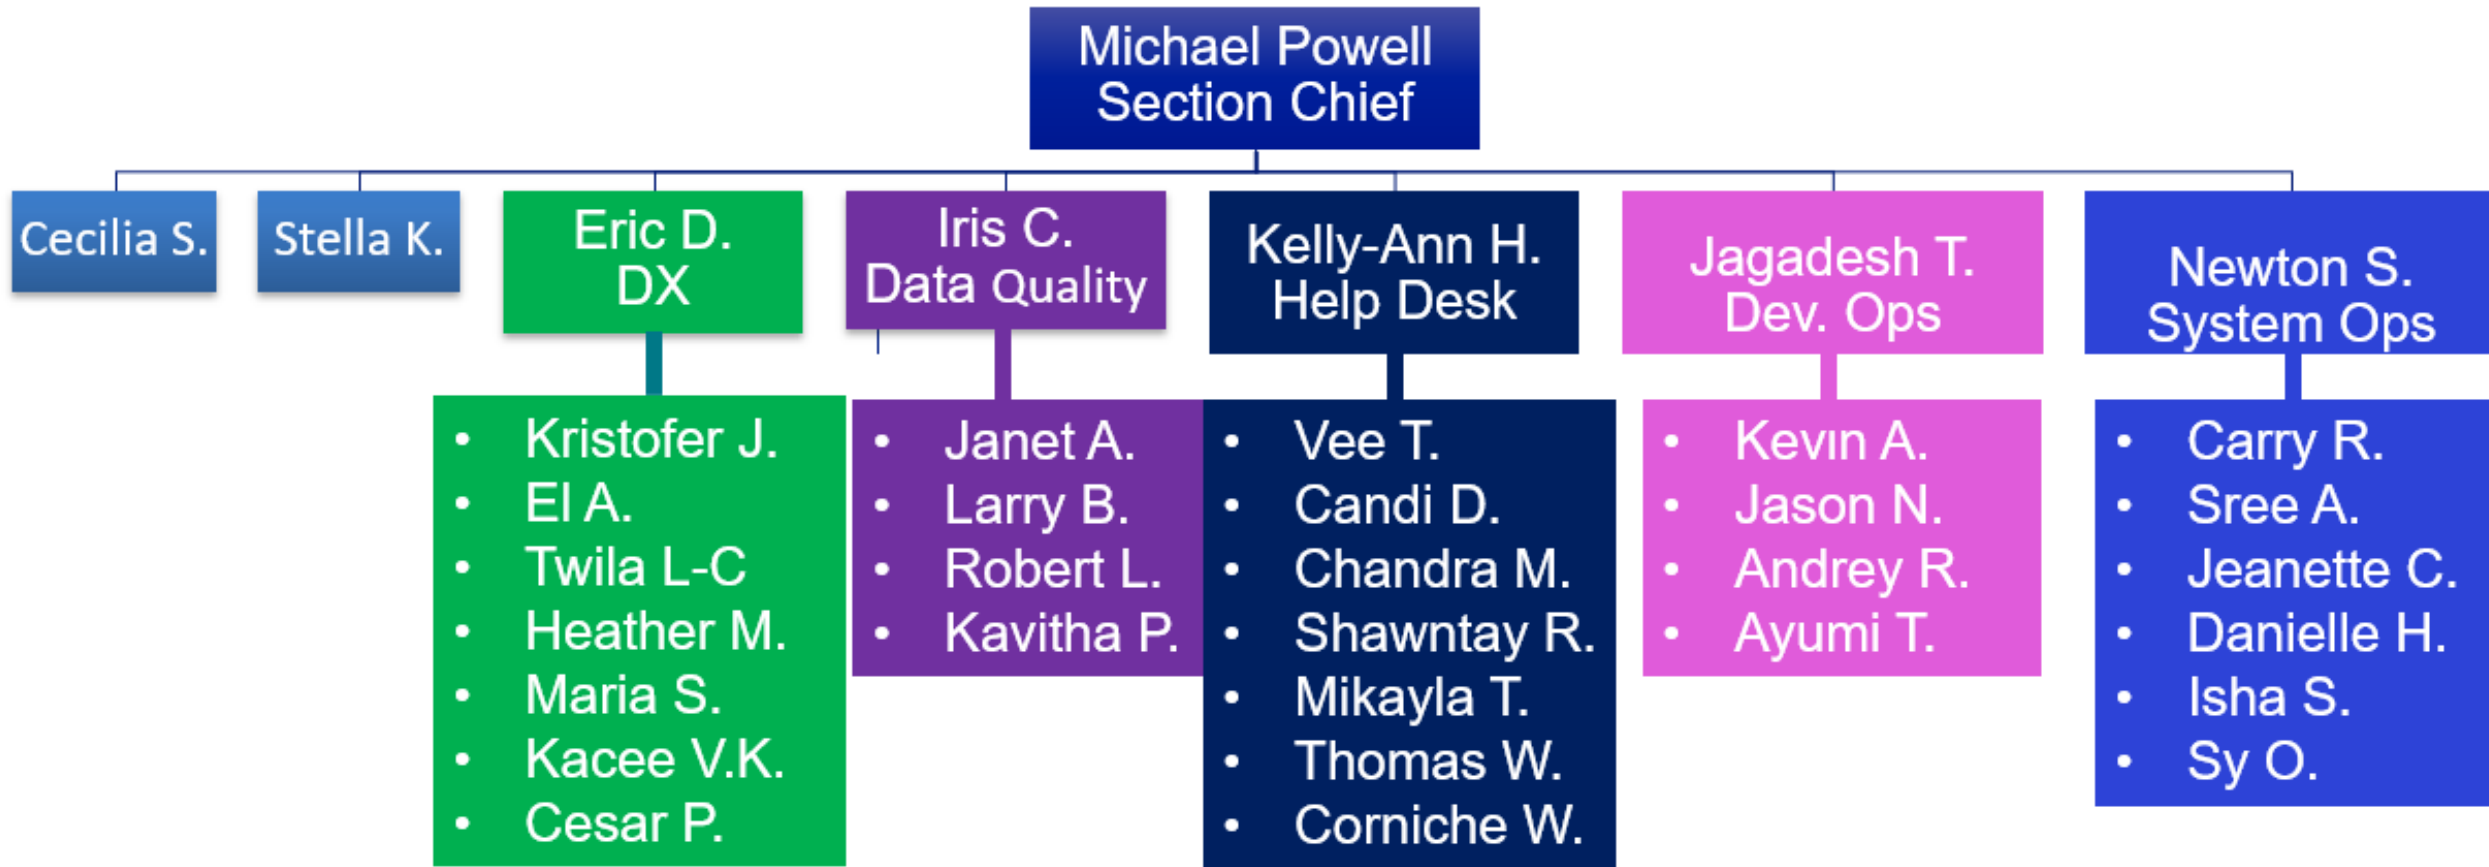 Michael Powell
Section Chief
Cecilia S.
Stella K.
Eric D.
DX
Iris C.
Data Quality
Kelly-Ann H.
Help Desk
Jagadesh T.
Dev. Ops
Newton S.
System Ops
• Kristofer J.
• El A.
• Twila L-C
• Heather M.
• Maria S.
• Kacee V.K.
• Cesar P.
• Janet A.
• Larry B.
• Robert L.
• Kavitha P.
• Vee T.
• Candi D.
• Chandra M.
• Shawntay R.
• Mikayla T.
• Thomas W.
• Corniche W.
• Kevin A.
• Jason N.
• Andrey R.
• Ayumi T.
• Carry R.
• Sree A.
• Jeanette C.
• Danielle H.
• Isha S.
• Sy O.